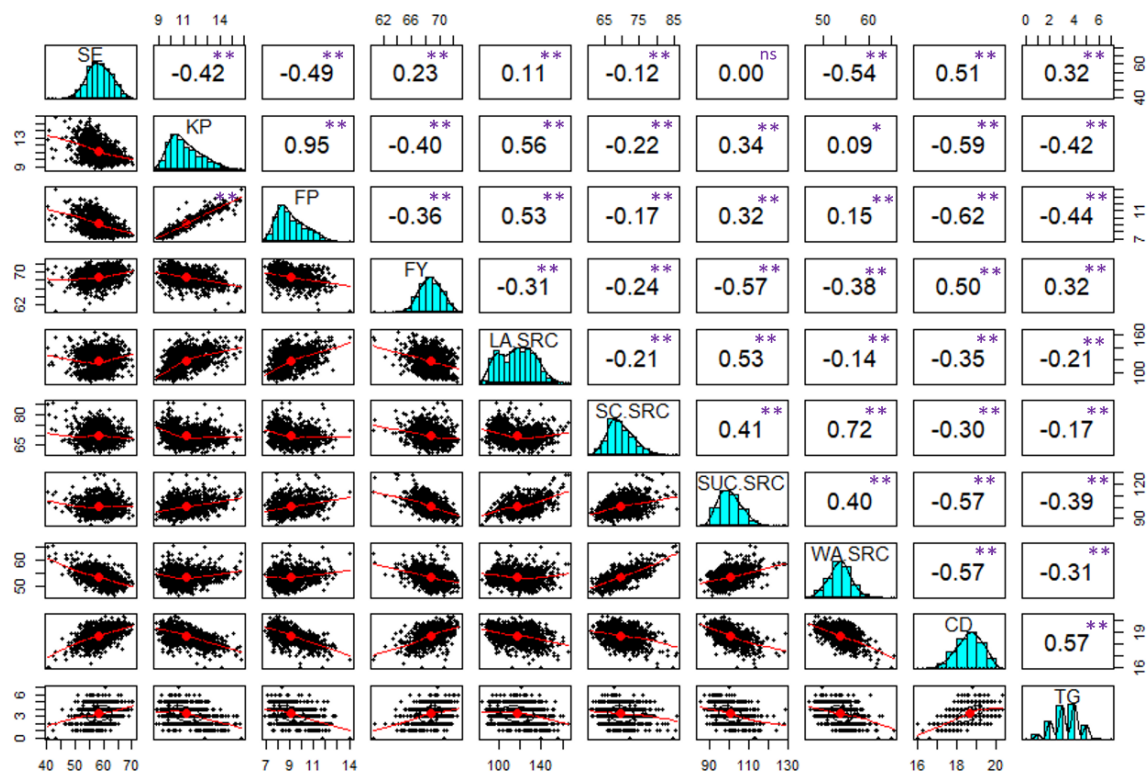 9 11 13 62 66 70 65 75 85 50 60 0 2 4 6
** ** ** ** ** ns ** ** **
SE -0.42 -0.49 0.23 0.11 -0.12 0.00 -0.54 0.51 0.32 40 60
** ** ** ** ** * ** **
9 13 KP 0.95 -0.40 0.56 -0.22 0.34 0.09 -0.59 -0.42
** ** ** ** ** ** ** **
FP -0.36 0.53 -0.17 0.32 0.15 -0.62 -0.44 7 11
** ** ** ** ** **
62 70 FY -0.31 -0.24 -0.57 -0.38 0.50 0.32
** ** ** ** **
LA.SRC -0.21 0.53 -0.14 -0.35 -0.21 100 160
** ** ** **
65 80 SC.SRC 0.41 0.72 -0.30 -0.17
** ** **
SUC.SRC 0.40 -0.57 -0.39 90 120
** **
50 60 WA.SRC -0.57 -0.31
**
CD 0.57 16 19
0 3 6 TG
40 50 60 70 7 9 11 14 100 140 90 110 130 16 18 20